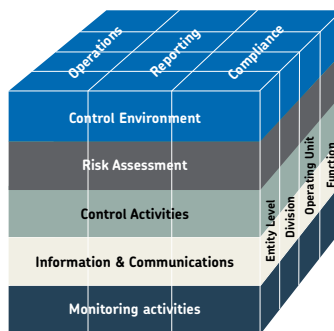 Operations
Reporting
Compliance
Control Environment
Risk Assessment
Control Activities
Information & Communications
Monitoring activities
Entity Level
Division
Operating Unit
Function